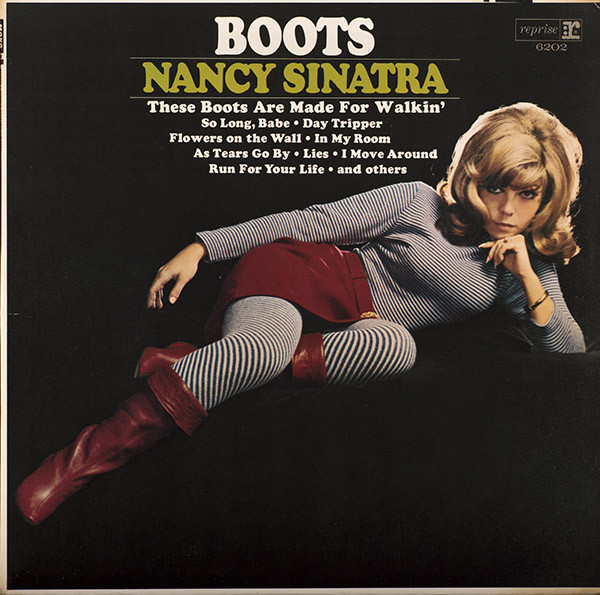 BOOTS
reprise R
6202
NANCY SINATRA
These Boots Are Made For Walkin'
So Long, Babe • Day Tripper
Flowers on the Wall • In My Room
As Tears Go By • Lies • I Move Around
Run For Your Life • and others